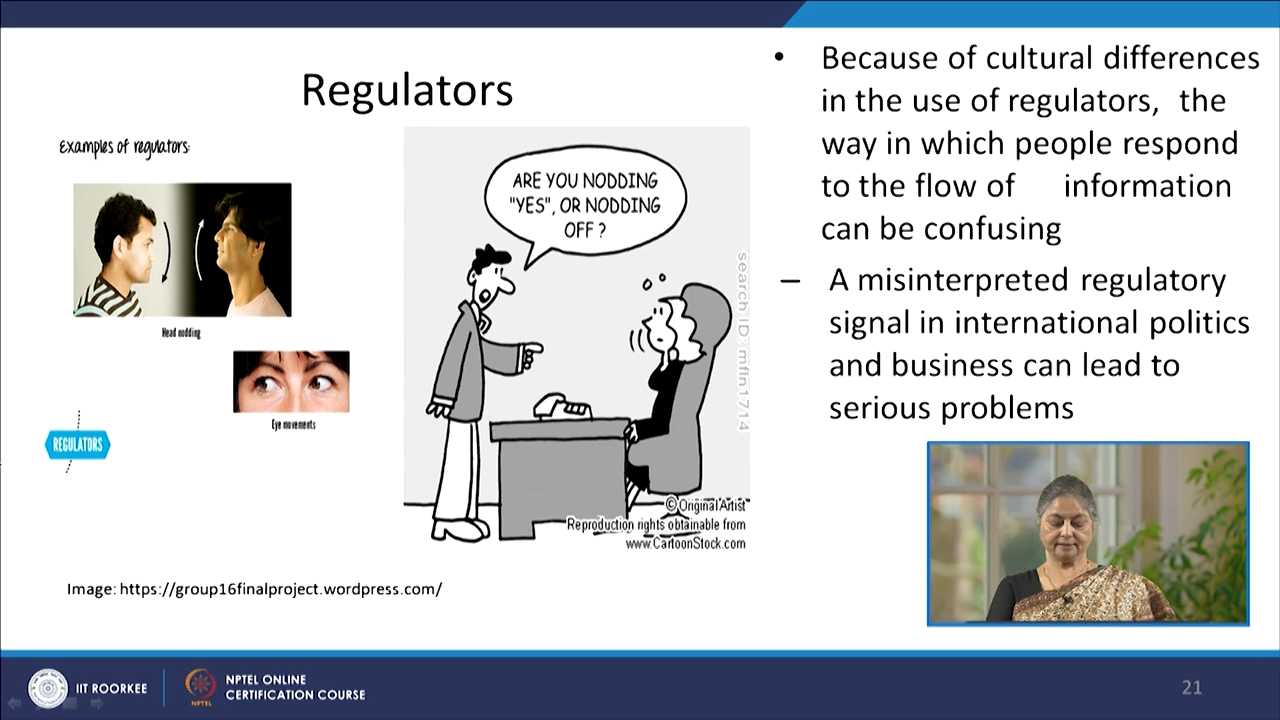 Regulators
Examples of regulators:
Head nodding
Eye movements
REGULATORS
ARE YOU NODDING
"YES", OR NODDING
OFF ?
search ID: mfln1714
© Original Artist
Reproduction rights obtainable from
www.CartoonStock.com
Image: https://group16finalproject.wordpress.com/
• Because of cultural differences
in the use of regulators, the
way in which people respond
to the flow of information
can be confusing
– A misinterpreted regulatory
signal in international politics
and business can lead to
serious problems
IIT ROORKEE
NPTEL
NPTEL ONLINE
CERTIFICATION COURSE
21